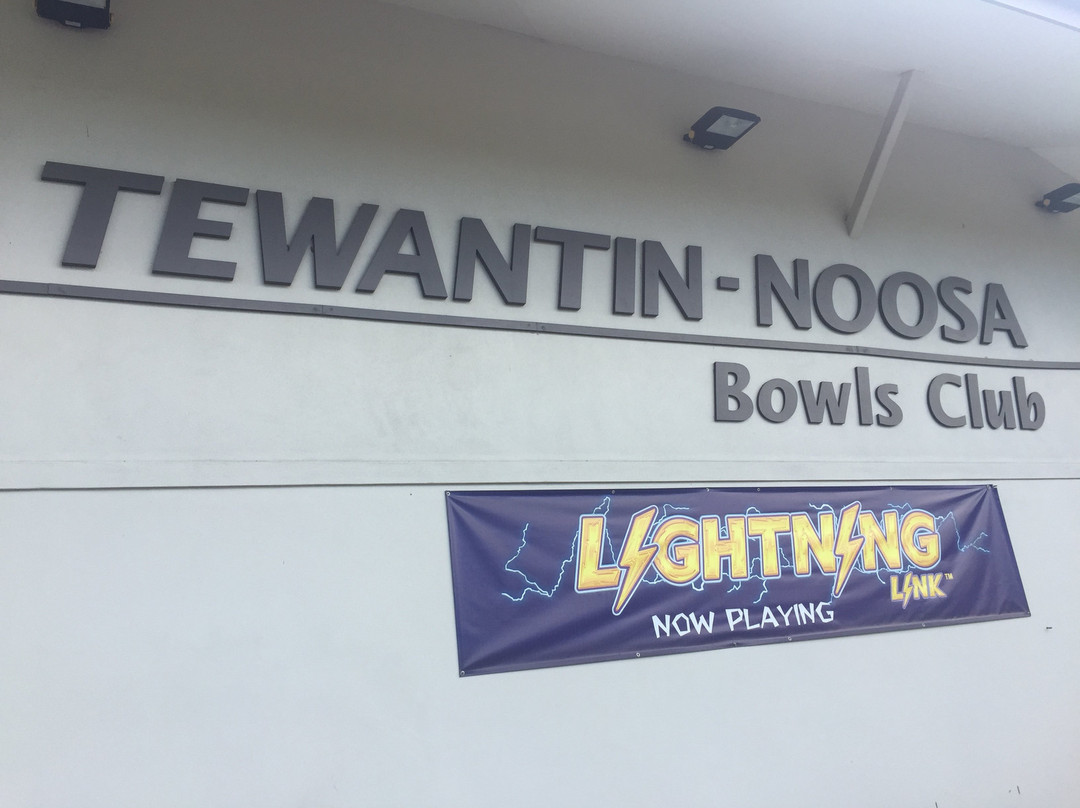 TEWANTIN-NOOSA
Bowls Club
LIGHTNING
LINK™
NOW PLAYING